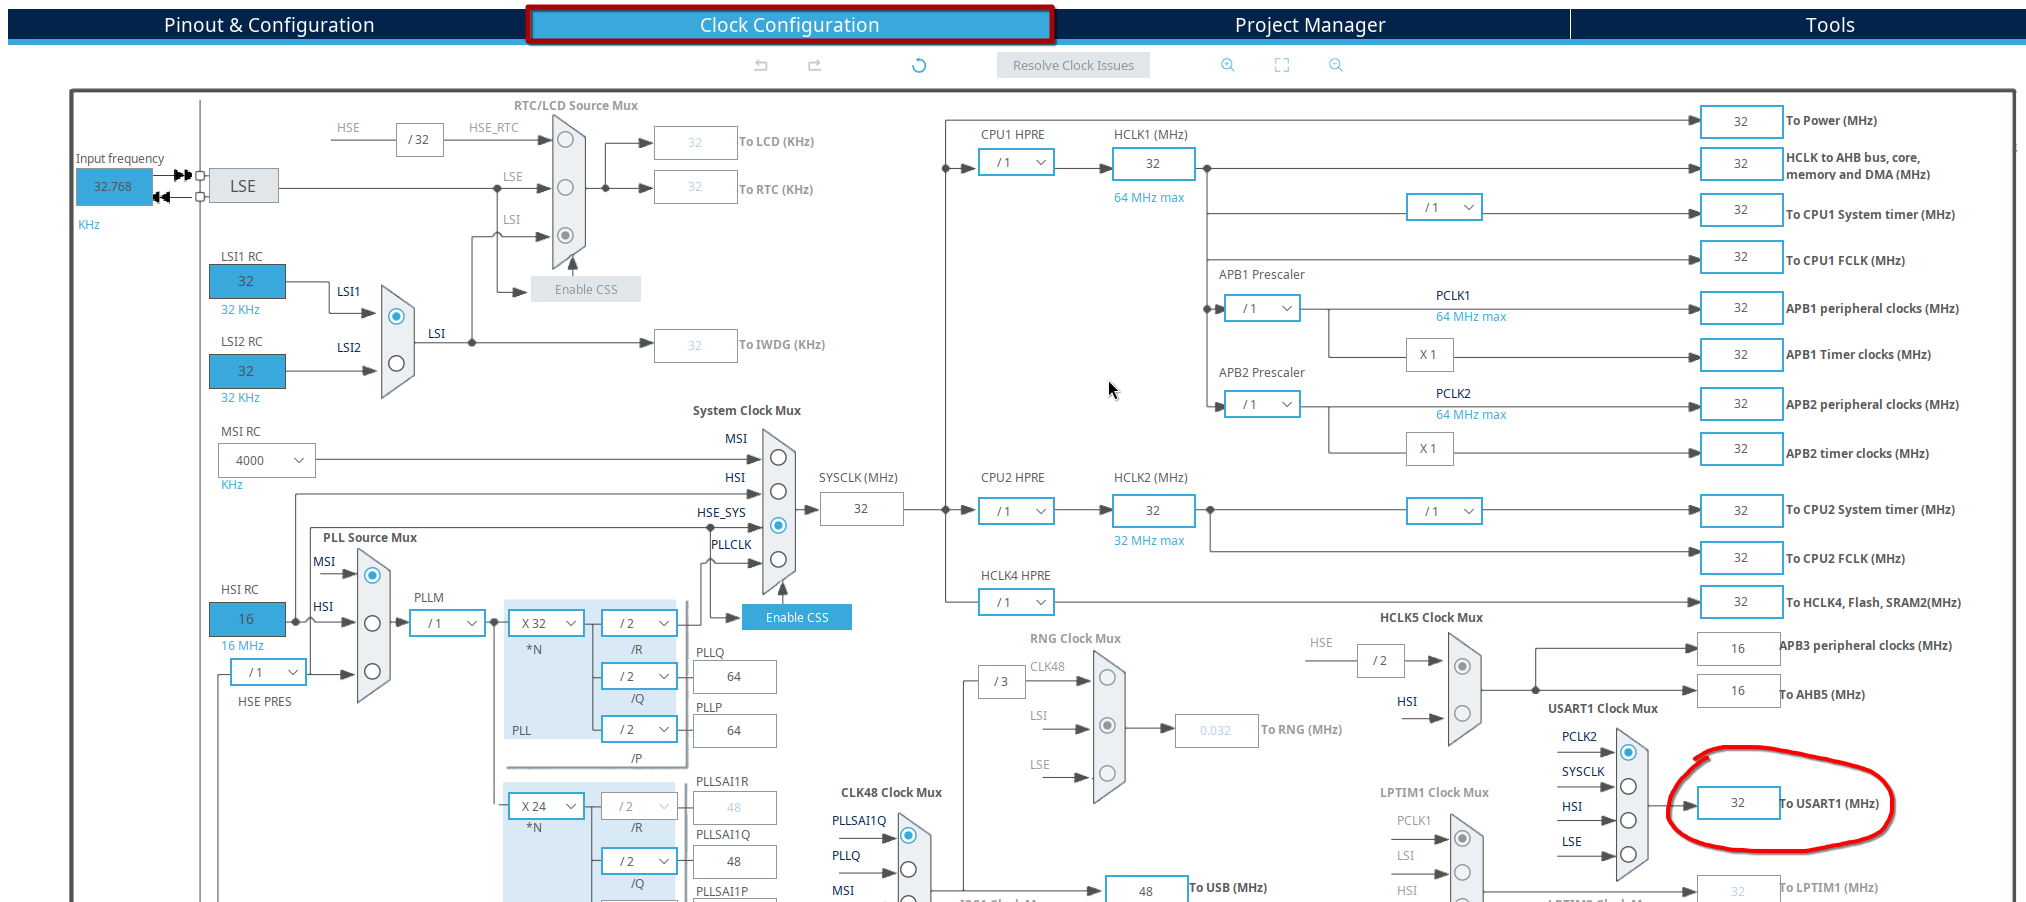 Pinout & Configuration
Clock Configuration
Project Manager
Tools
Resolve Clock Issues
RTC/LCD Source Mux
HSE
/ 32
HSE_RTC
32
To LCD (KHz)
Input frequency
32.768
KHz
LSE
LSE
32
To RTC (KHz)
LSI
Enable CSS
LSI1 RC
32
32 KHz
LSI1
LSI2 RC
32
32 KHz
LSI2
LSI
32
To IWDG (KHz)
MSI RC
4000
KHz
System Clock Mux
MSI
HSI
HSE_SYS
PLLCLK
Enable CSS
SYSCLK (MHz)
32
PLL Source Mux
MSI
HSI
HSI RC
16
16 MHz
/ 1
HSE PRES
PLLM
/ 1
X 32
*N
/ 2
/R
/ 2
/Q
/ 2
/P
PLL
PLLQ
64
PLLP
64
X 24
*N
/ 2
/R
/ 2
/Q
PLLSAI1R
48
PLLSAI1Q
48
PLLSAI1P
CPU1 HPRE
/ 1
HCLK1 (MHz)
32
64 MHz max
32
To Power (MHz)
32
HCLK to AHB bus, core,
memory and DMA (MHz)
/ 1
32
To CPU1 System timer (MHz)
32
To CPU1 FCLK (MHz)
APB1 Prescaler
/ 1
PCLK1
64 MHz max
32
APB1 peripheral clocks (MHz)
X 1
32
APB1 Timer clocks (MHz)
APB2 Prescaler
/ 1
PCLK2
64 MHz max
32
APB2 peripheral clocks (MHz)
X 1
32
APB2 timer clocks (MHz)
CPU2 HPRE
/ 1
HCLK2 (MHz)
32
32 MHz max
/ 1
32
To CPU2 System timer (MHz)
32
To CPU2 FCLK (MHz)
HCLK4 HPRE
/ 1
32
To HCLK4, Flash, SRAM2(MHz)
RNG Clock Mux
/ 3
CLK48
LSI
LSE
0.032
To RNG (MHz)
HCLK5 Clock Mux
HSE
/ 2
HSI
16
APB3 peripheral clocks (MHz)
16
To AHB5 (MHz)
USART1 Clock Mux
PCLK2
SYSCLK
HSI
LSE
32
To USART1 (MHz)
CLK48 Clock Mux
PLLSAI1Q
PLLQ
MSI
48
To USB (MHz)
LPTIM1 Clock Mux
PCLK1
LSI
HSI
32
To LPTIM1 (MHz)